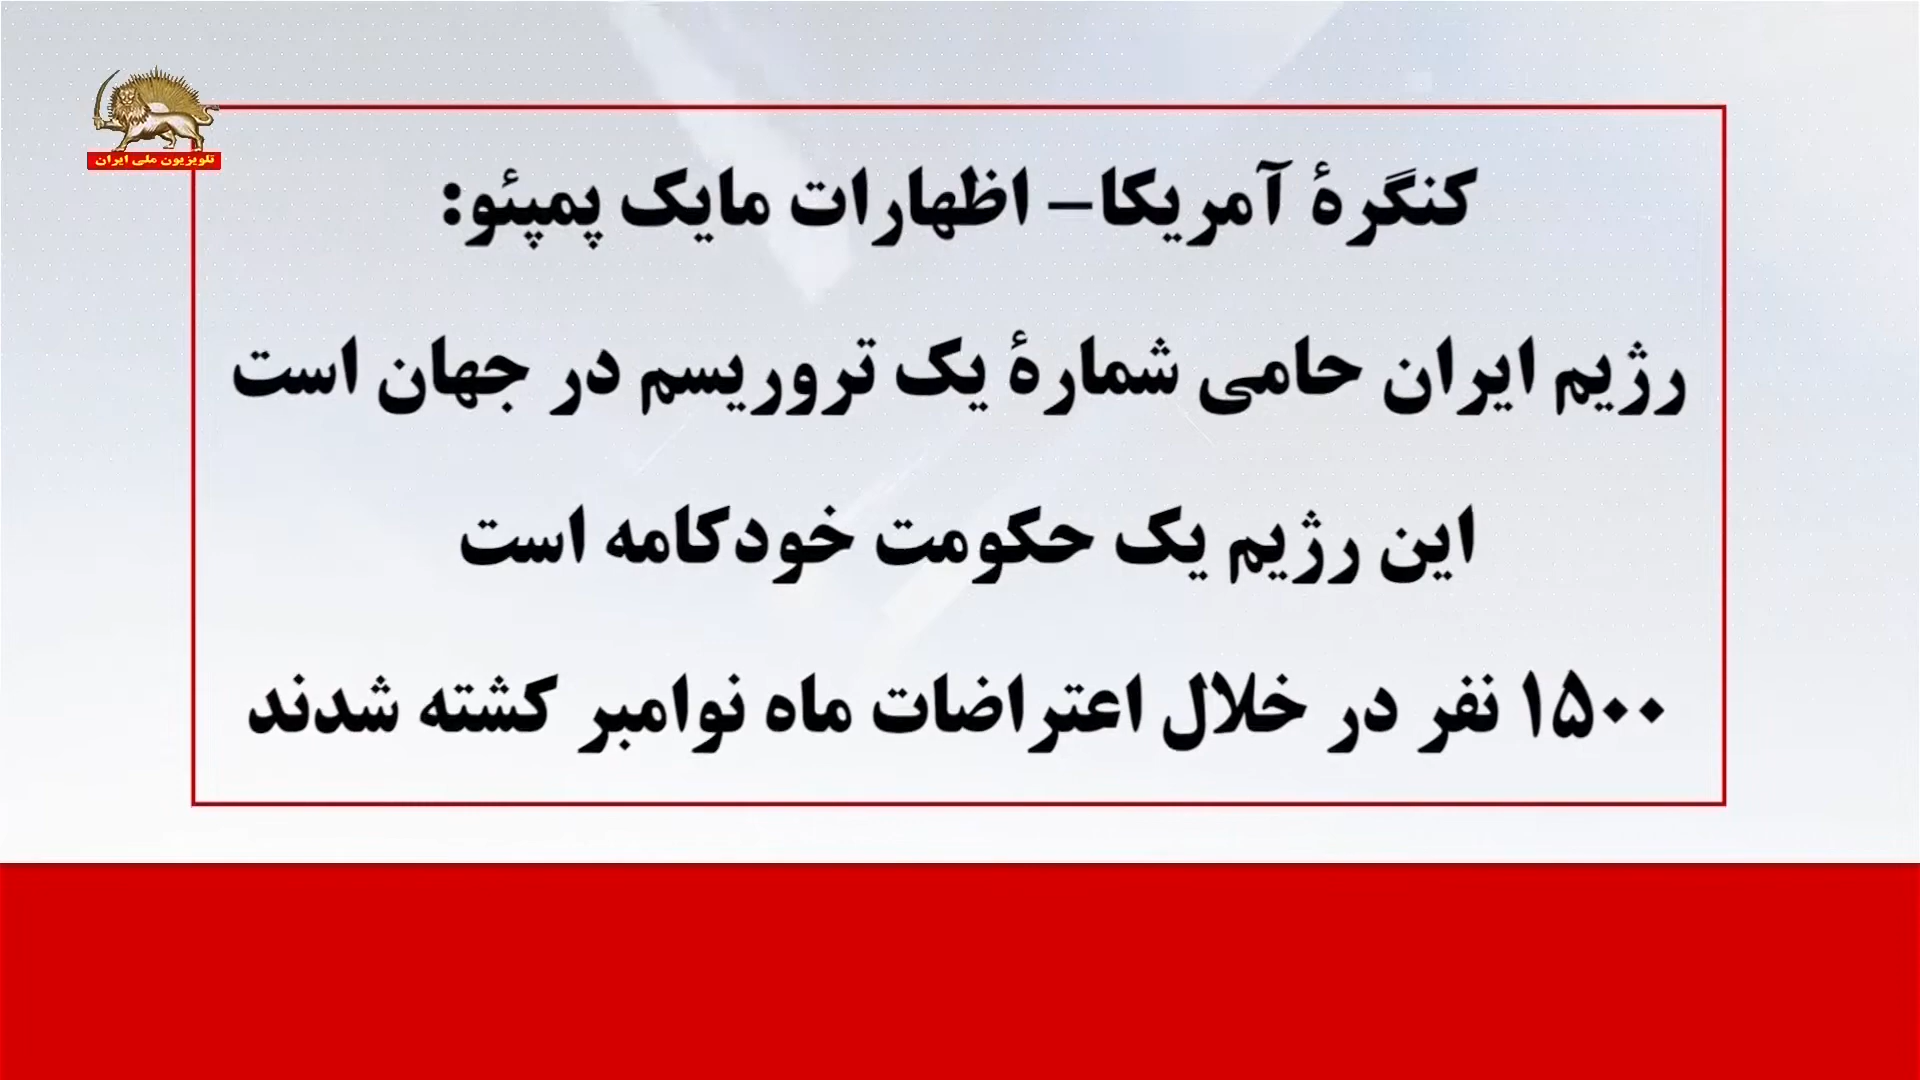 تلویزیون ملی ایران
کنگرهٔ آمریکا– اظهارات مایک پمپئو:
رژیم ایران حامی شمارهٔ یک تروریسم در جهان است
این رژیم یک حکومت خودکامه است
۱۵۰۰ نفر در خلال اعتراضات ماه نوامبر کشته شدند